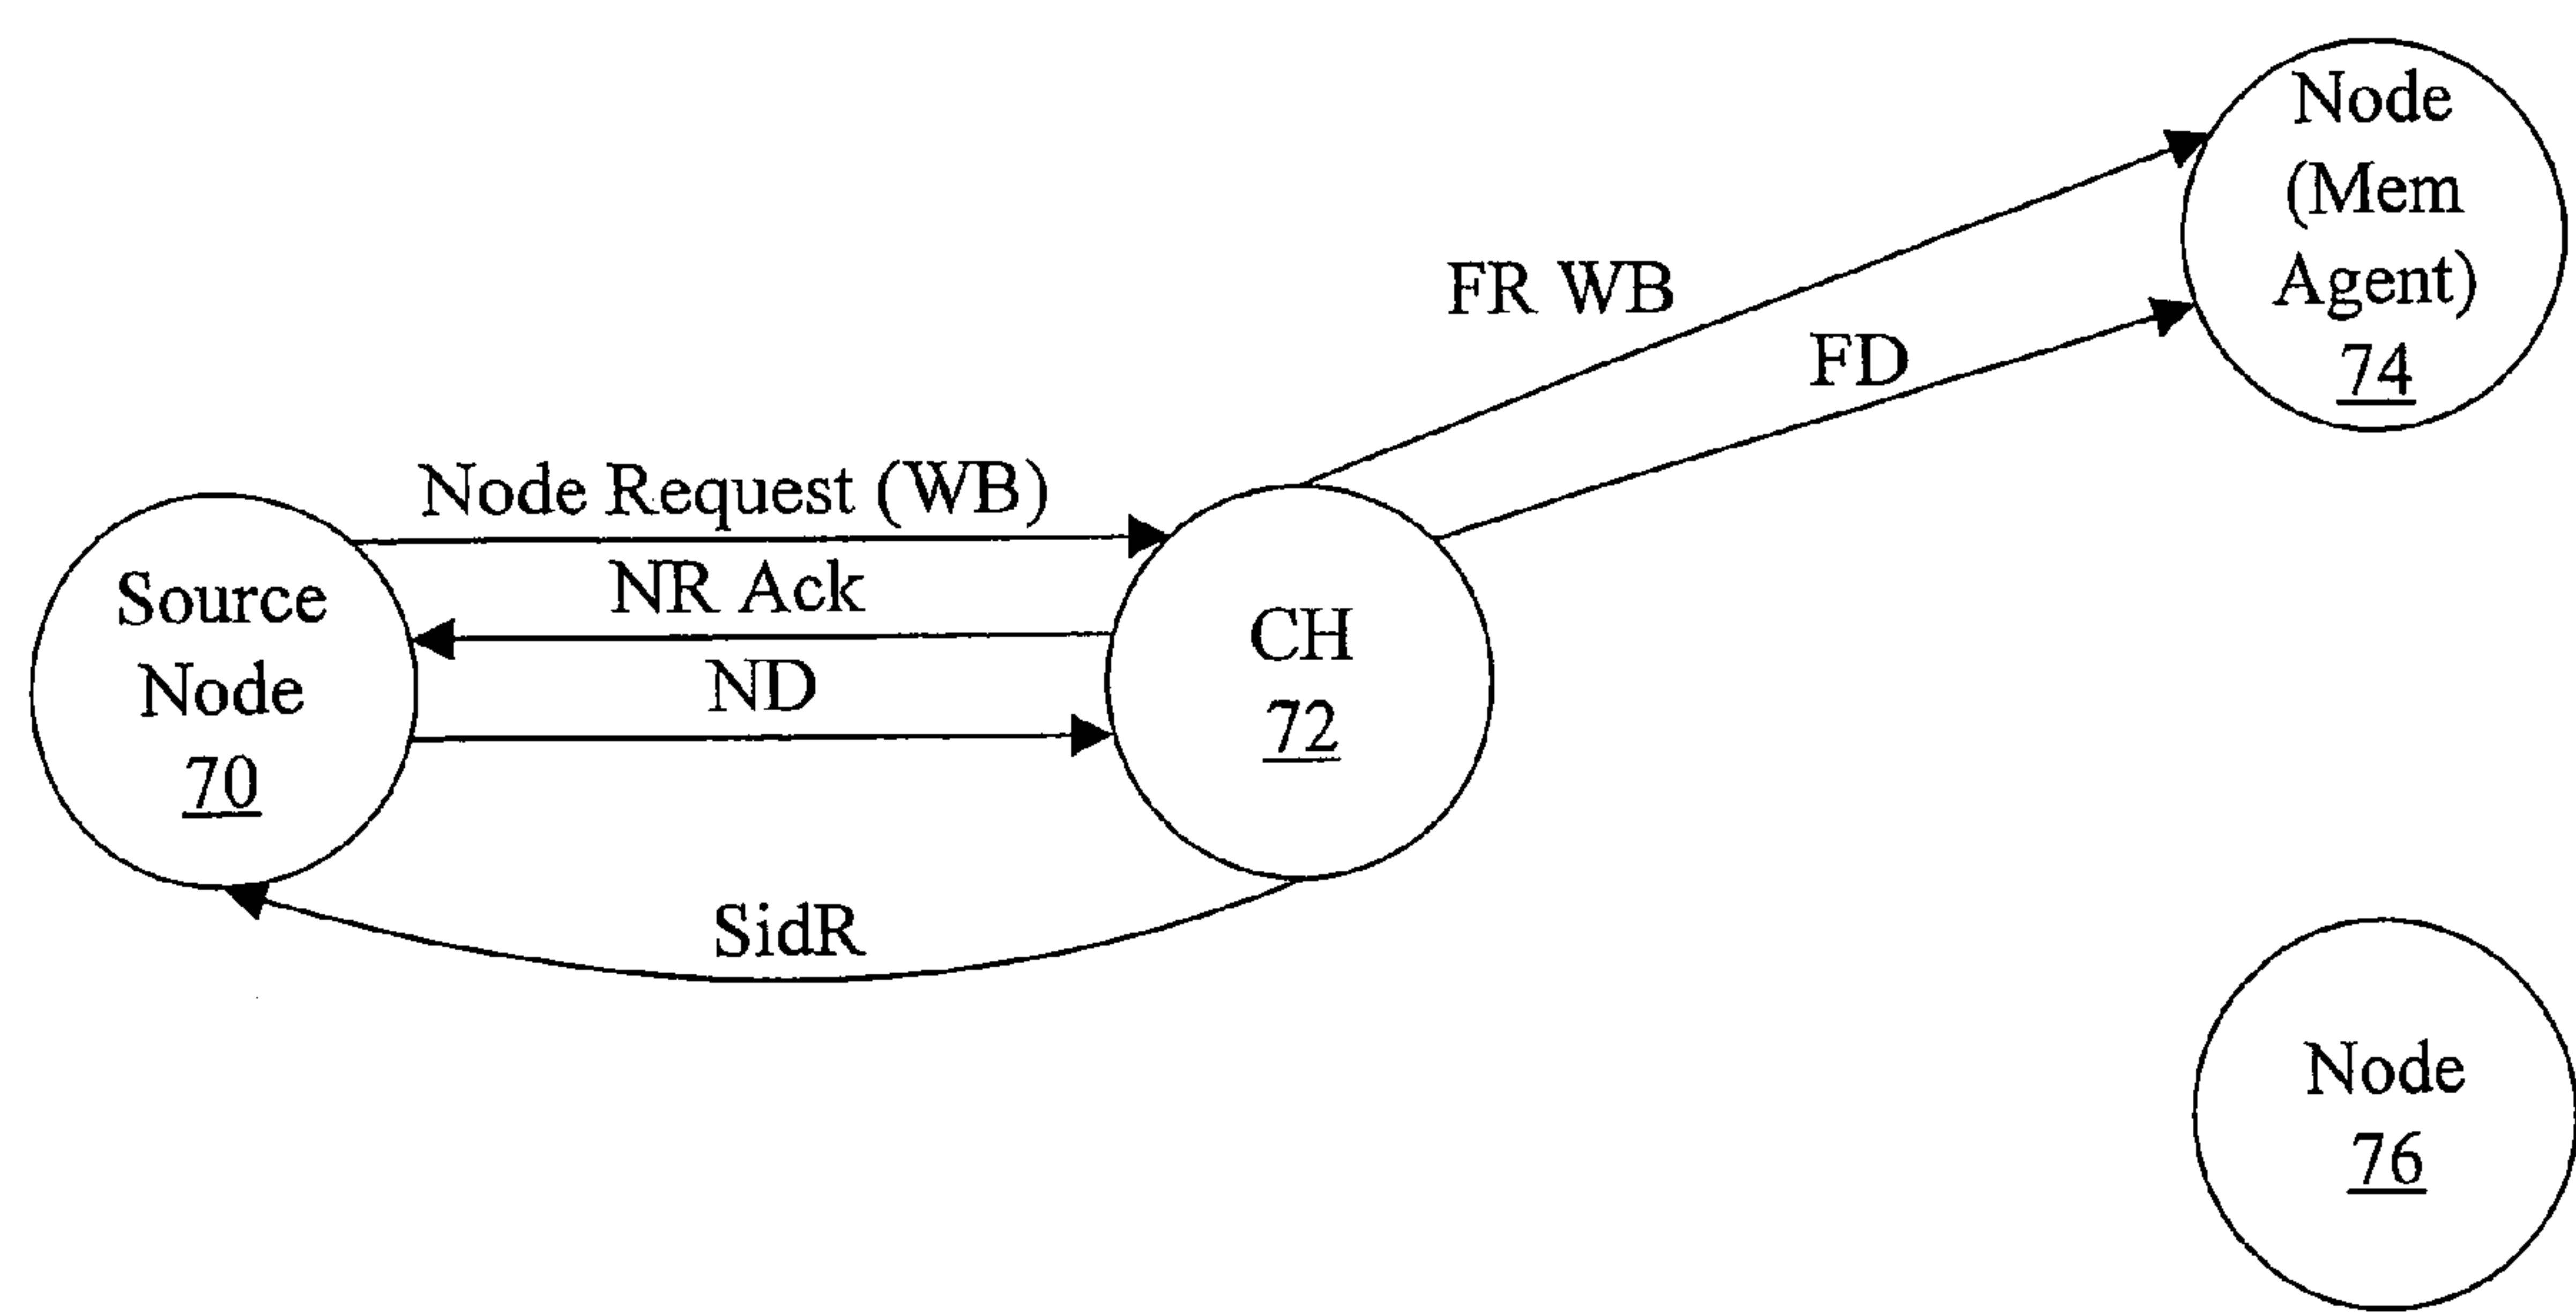 Node
(Mem
Agent)
74
FR WB
FD
Node Request (WB)
NR Ack
ND
Source
Node
70
CH
72
SidR
Node
76